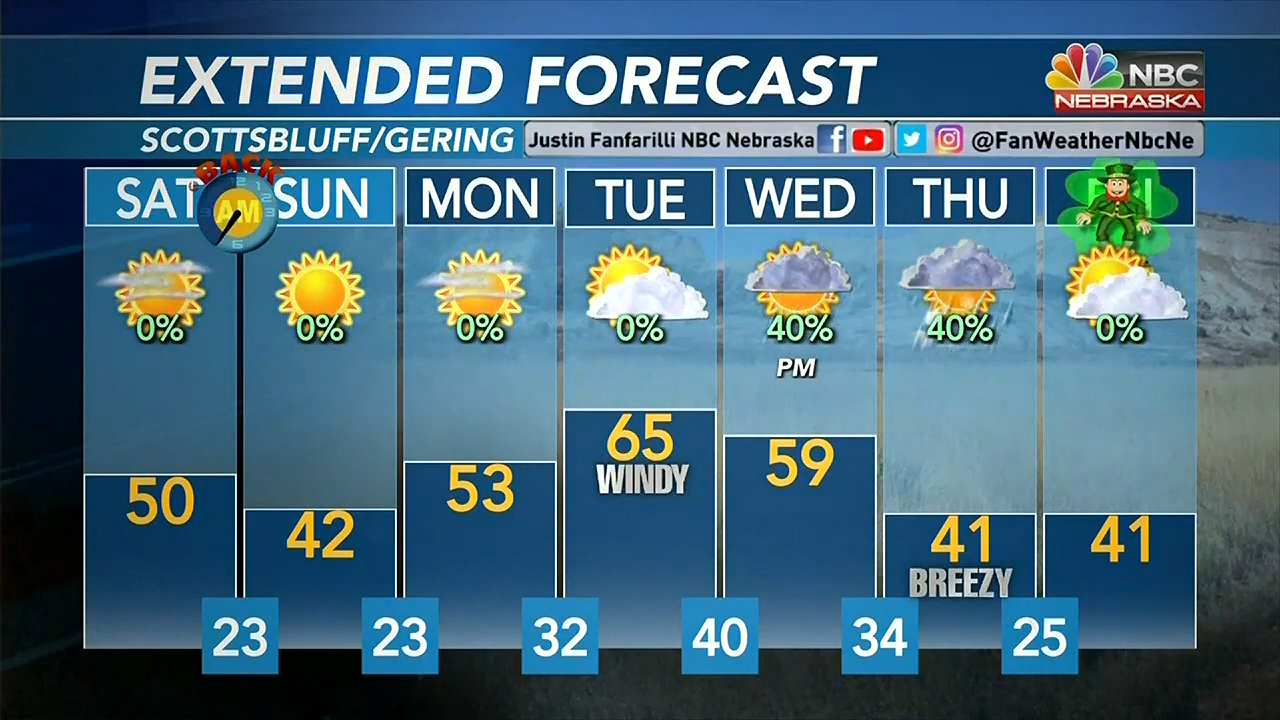 EXTENDED FORECAST
NBC
NEBRASKA
SCOTTSBLUFF/GERING
Justin Fanfarilli NBC Nebraska
@FanWeatherNbcNe
BACK
AM
SAT SUN MON TUE WED THU
0% 0% 0% 0% 40% 40% 0%
PM
50 42 53 65 59 41 41
WINDY
BREEZY
23 23 32 40 34 25